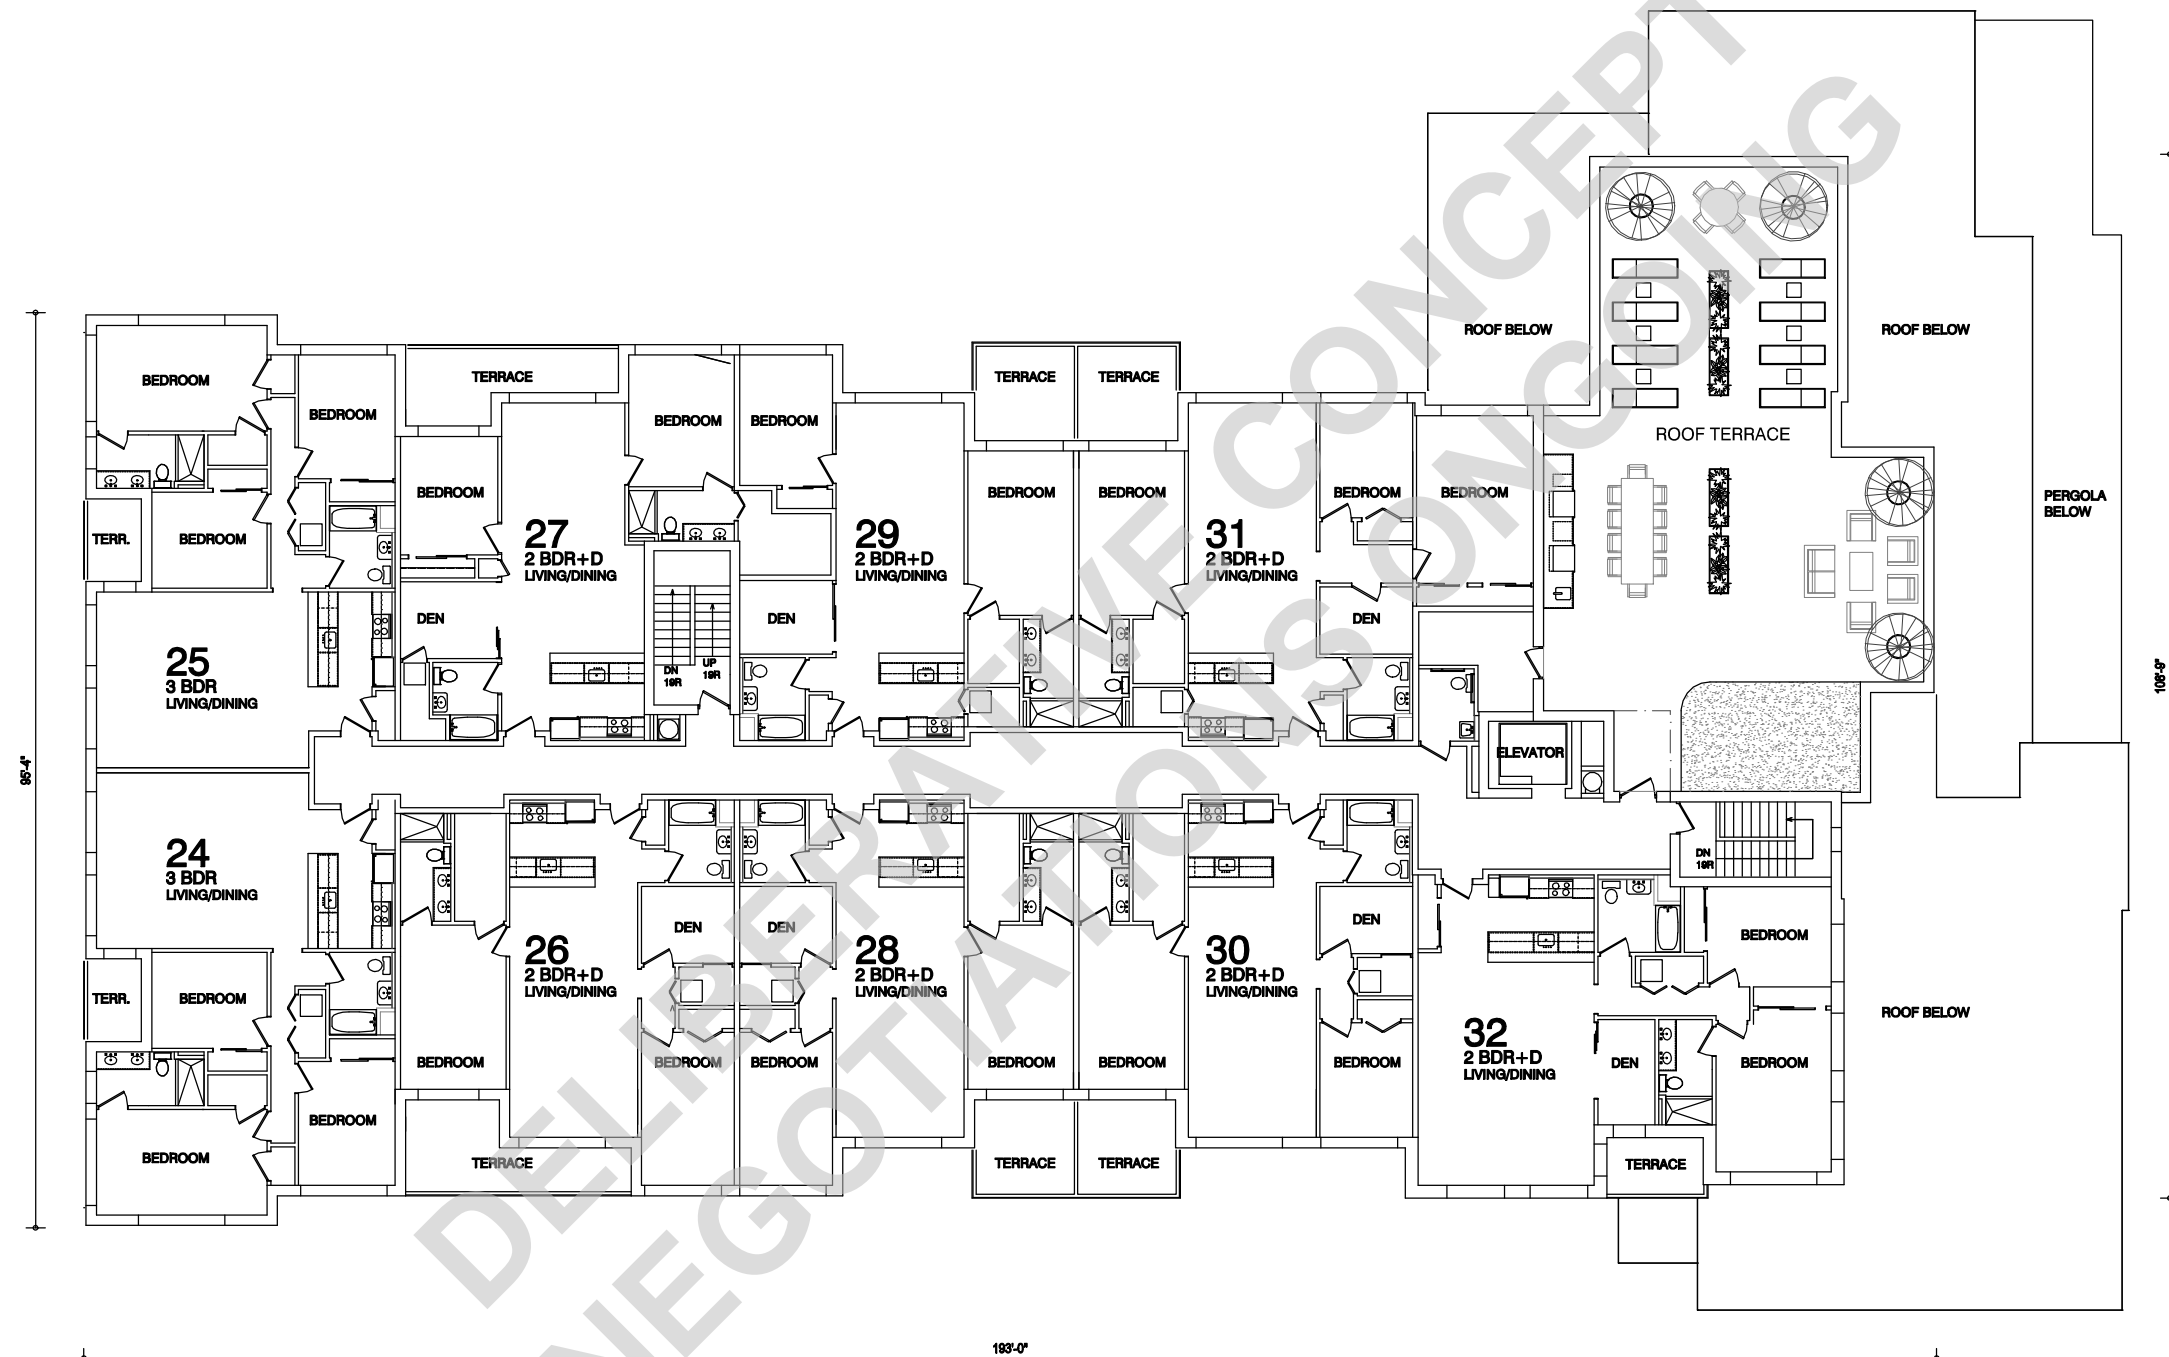 DELIBERATIVE CONCEPT
NEGOTIATIONS ONGOING
ROOF BELOW
ROOF BELOW
BEDROOM
TERRACE
TERRACE
TERRACE
BEDROOM
BEDROOM
BEDROOM
ROOF TERRACE
BEDROOM
BEDROOM
BEDROOM
BEDROOM
BEDROOM
PERGOLA
BELOW
TERR.
BEDROOM
27
2 BDR+D
LIVING/DINING
29
2 BDR+D
LIVING/DINING
31
2 BDR+D
LIVING/DINING
DEN
DEN
DEN
25
3 BDR
LIVING/DINING
DN
19R
UP
19R
108'-9"
95'-4"
ELEVATOR
24
3 BDR
LIVING/DINING
DN
19R
DEN
DEN
DEN
26
2 BDR+D
LIVING/DINING
28
2 BDR+D
LIVING/DINING
30
2 BDR+D
LIVING/DINING
BEDROOM
TERR.
BEDROOM
ROOF BELOW
32
2 BDR+D
LIVING/DINING
BEDROOM
BEDROOM
BEDROOM
BEDROOM
BEDROOM
BEDROOM
DEN
BEDROOM
BEDROOM
BEDROOM
TERRACE
TERRACE
TERRACE
TERRACE
193'-0"